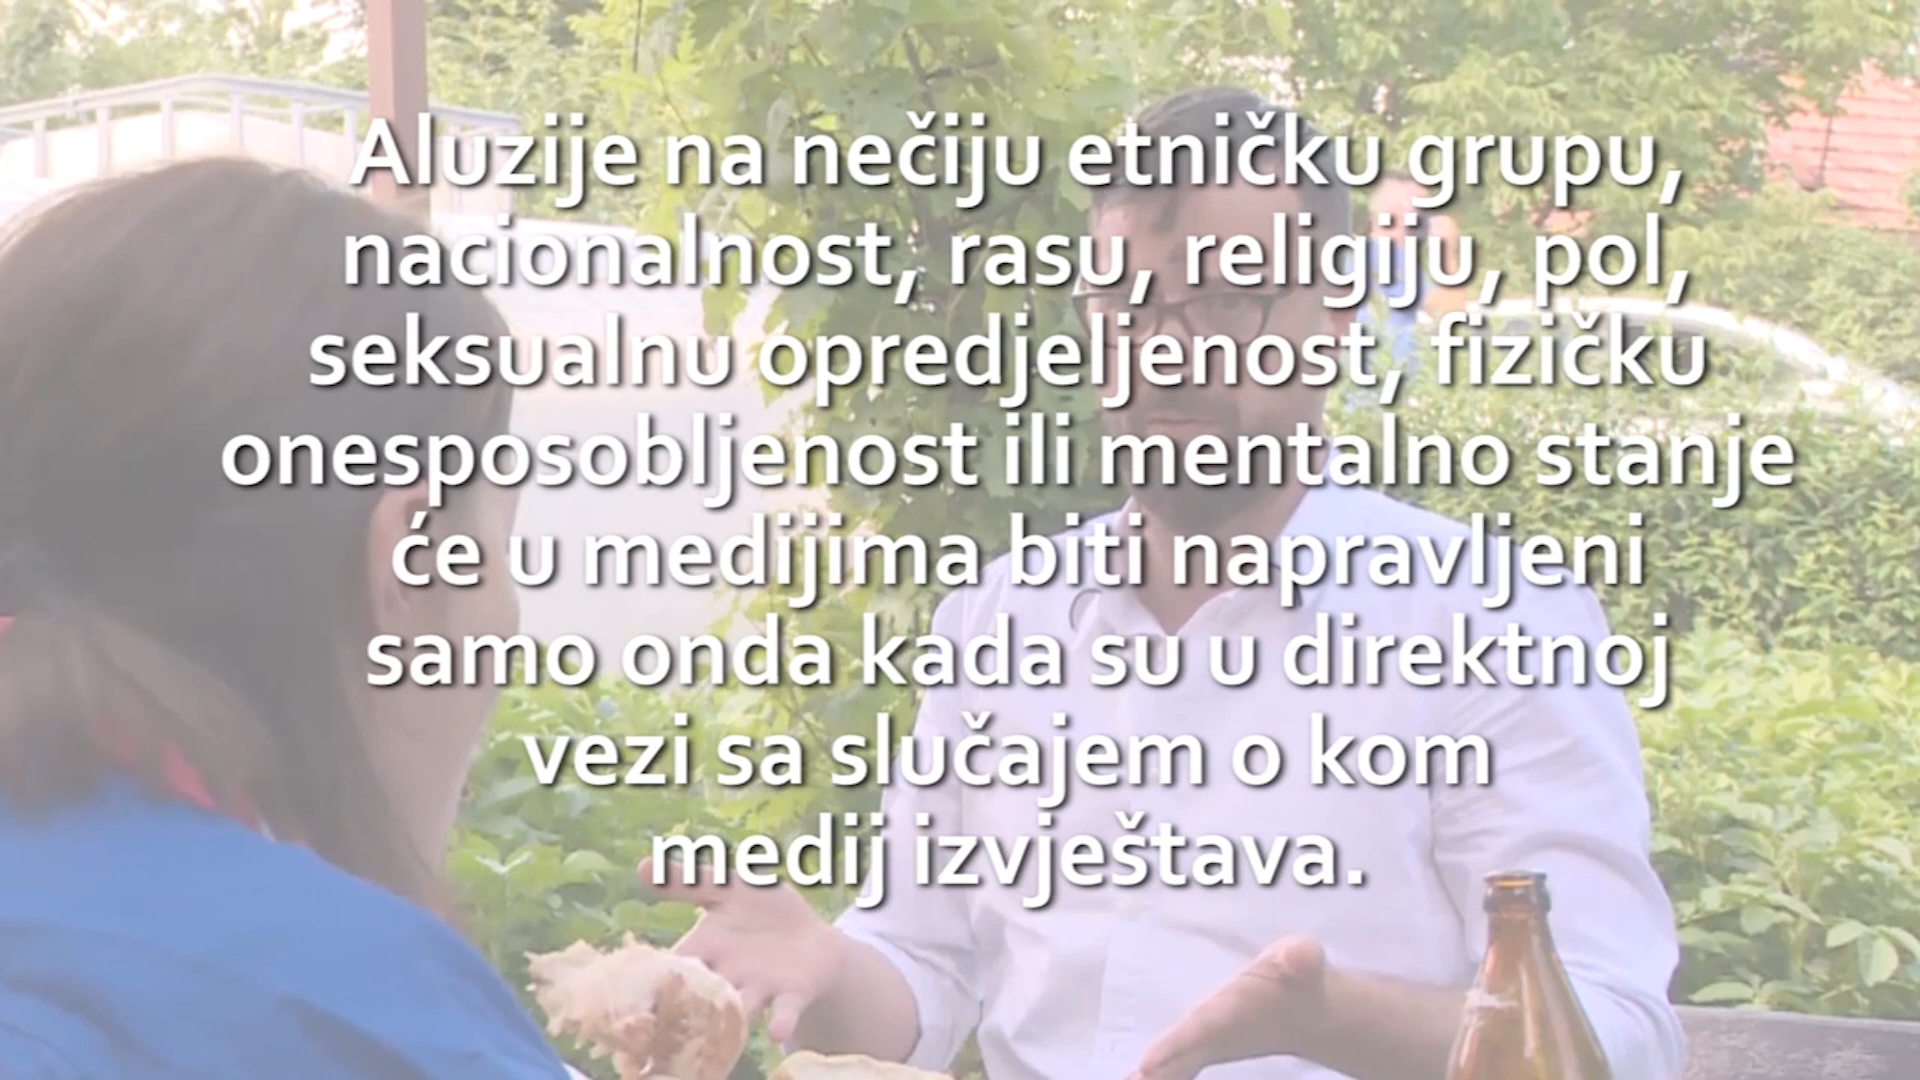 Aluzije na nečiju etničku grupu,
nacionalnost, rasu, religiju, pol,
seksualnu opredjeljenost, fizičku
onesposobljenost ili mentalno stanje
će u medijima biti napravljeni
samo onda kada su u direktnoj
vezi sa slučajem o kom
medij izvještava.